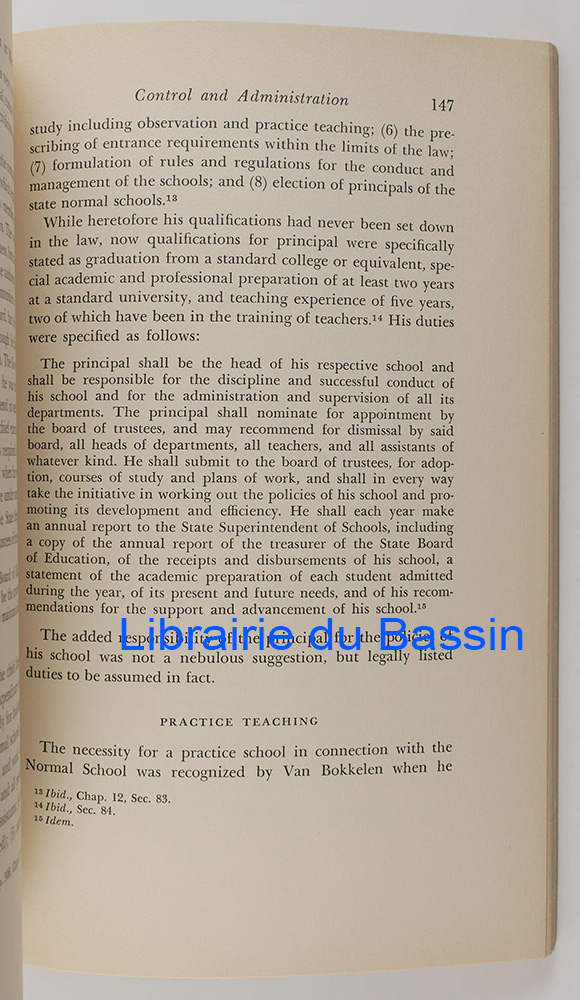 Control and Administration 147
study including observation and practice teaching; (6) the pre-
scribing of entrance requirements within the limits of the law;
(7) formulation of rules and regulations for the conduct and
management of the schools; and (8) election of principals of the
state normal schools.¹³
While heretofore his qualifications had never been set down
in the law, now qualifications for principal were specifically
stated as graduation from a standard college or equivalent, spe-
cial academic and professional preparation of at least two years
at a standard university, and teaching experience of five years,
two of which have been in the training of teachers.¹⁴ His duties
were specified as follows:
The principal shall be the head of his respective school and
shall be responsible for the discipline and successful conduct of
his school and for the administration and supervision of all its
departments. The principal shall nominate for appointment by
the board of trustees, and may recommend for dismissal by said
board, all heads of departments, all teachers, and all assistants of
whatever kind. He shall submit to the board of trustees, for adop-
tion, courses of study and plans of work, and shall in every way
take the initiative in working out the policies of his school and pro-
moting its development and efficiency. He shall each year make
an annual report to the State Superintendent of Schools, including
a copy of the annual report of the treasurer of the State Board
of Education, of the receipts and disbursements of his school, a
statement of the academic preparation of each student admitted
during the year, of its present and future needs, and of his recom-
mendations for the support and advancement of his school.¹⁵
The added responsibility of the principal for the policies of
Librairie du Bassin
his school was not a nebulous suggestion, but legally listed
duties to be assumed in fact.
PRACTICE TEACHING
The necessity for a practice school in connection with the
Normal School was recognized by Van Bokkelen when he
¹³ Ibid., Chap. 12, Sec. 83.
¹⁴ Ibid., Sec. 84.
¹⁵ Idem.